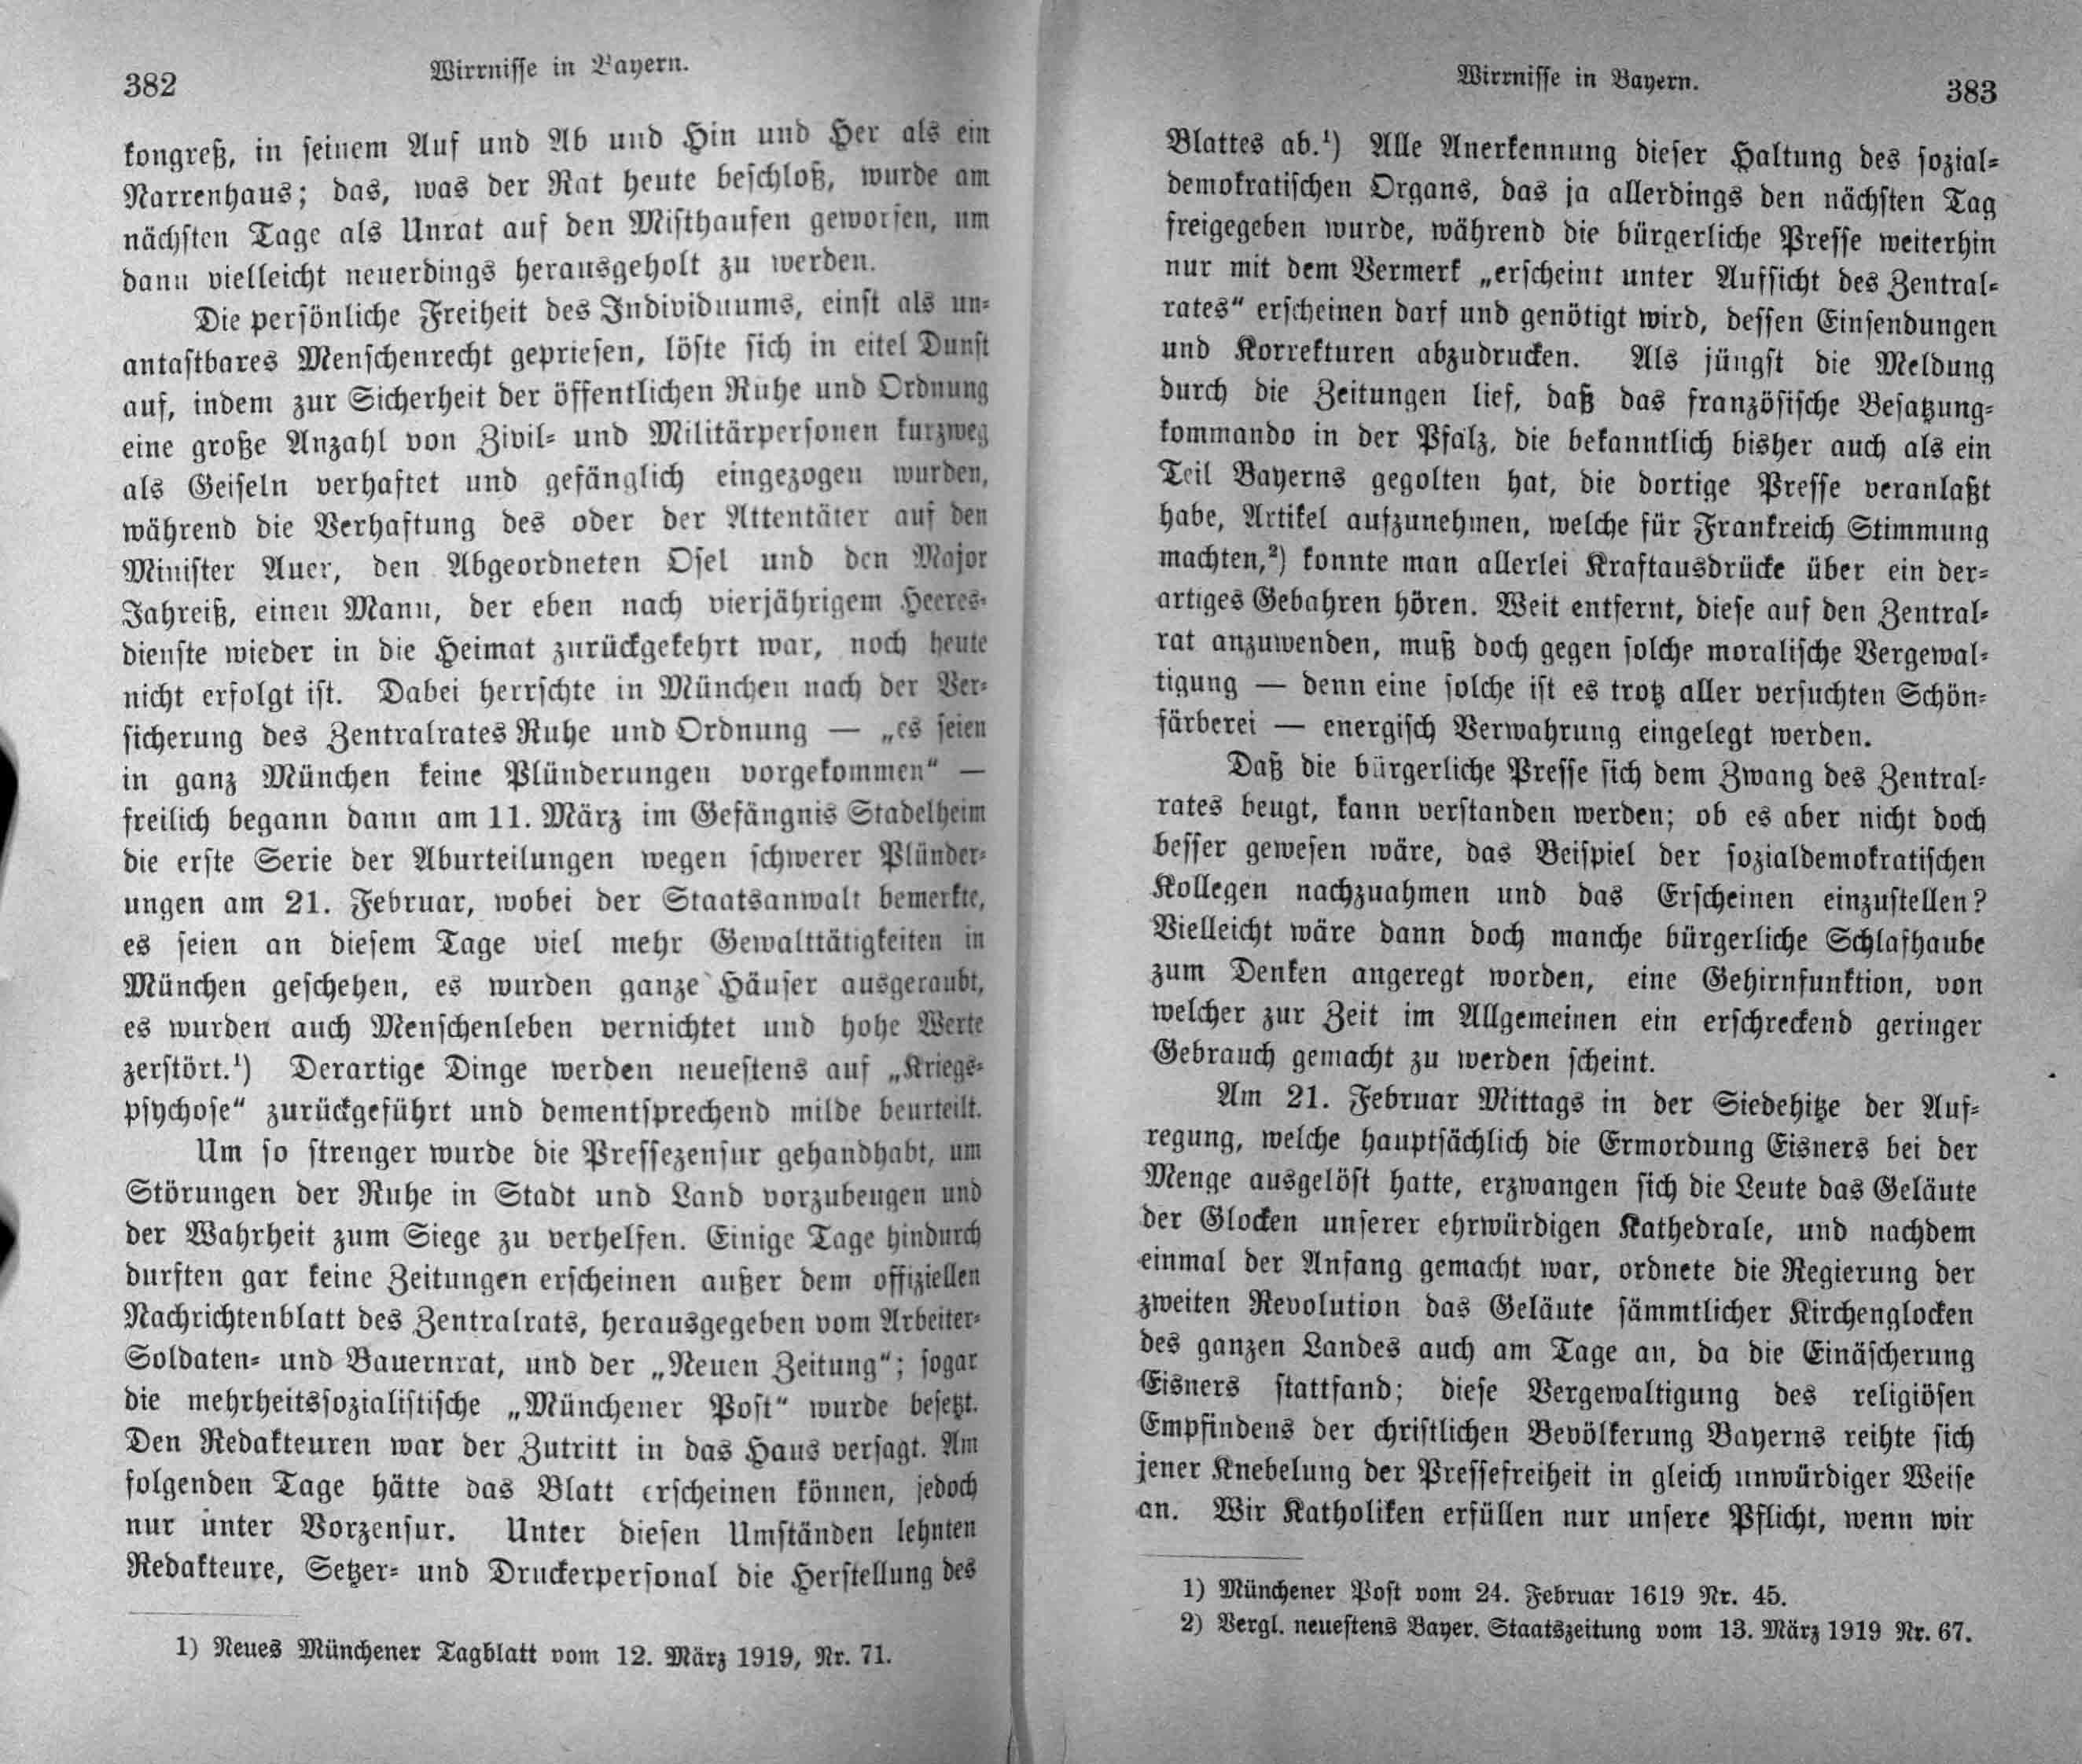 382
Wirrnisse in Bayern.
kongreß, in seinem Auf und Ab und Hin und Her als ein
Narrenhaus; das, was der Rat heute beschloß, wurde am
nächsten Tage als Unrat auf den Misthaufen geworfen, um
dann vielleicht neuerdings herausgeholt zu werden.
Die persönliche Freiheit des Individuums, einst als un-
antastbares Menschenrecht gepriesen, löste sich in eitel Dunst
auf, indem zur Sicherheit der öffentlichen Ruhe und Ordnung
eine große Anzahl von Zivil- und Militärpersonen kurzweg
als Geiseln verhaftet und gefänglich eingezogen wurden,
während die Verhaftung des oder der Attentäter auf den
Minister Auer, den Abgeordneten Osel und den Major
Jahreiß, einen Mann, der eben nach vierjährigem Heeres-
dienste wieder in die Heimat zurückgekehrt war, noch heute
nicht erfolgt ist. Dabei herrschte in München nach der Ver-
sicherung des Zentralrates Ruhe und Ordnung — „es seien
in ganz München keine Plünderungen vorgekommen“ —
freilich begann dann am 11. März im Gefängnis Stadelheim
die erste Serie der Aburteilungen wegen schwerer Plünder-
ungen am 21. Februar, wobei der Staatsanwalt bemerkte,
es seien an diesem Tage viel mehr Gewalttätigkeiten in
München geschehen, es wurden ganze Häuser ausgeraubt,
es wurden auch Menschenleben vernichtet und hohe Werte
zerstört.¹) Derartige Dinge werden neuestens auf „Kriegs-
psychose“ zurückgeführt und dementsprechend milde beurteilt.
Um so strenger wurde die Pressezensur gehandhabt, um
Störungen der Ruhe in Stadt und Land vorzubeugen und
der Wahrheit zum Siege zu verhelfen. Einige Tage hindurch
durften gar keine Zeitungen erscheinen außer dem offiziellen
Nachrichtenblatt des Zentralrats, herausgegeben vom Arbeiter-
Soldaten- und Bauernrat, und der „Neuen Zeitung“; sogar
die mehrheitssozialistische „Münchener Post“ wurde besetzt.
Den Redakteuren war der Zutritt in das Haus versagt. Am
folgenden Tage hätte das Blatt erscheinen können, jedoch
nur unter Vorzensur. Unter diesen Umständen lehnten
Redakteure, Setzer- und Druckerpersonal die Herstellung des
1) Neues Münchener Tagblatt vom 12. März 1919, Nr. 71.
Wirrnisse in Bayern.
383
Blattes ab.¹) Alle Anerkennung dieser Haltung des sozial-
demokratischen Organs, das ja allerdings den nächsten Tag
freigegeben wurde, während die bürgerliche Presse weiterhin
nur mit dem Vermerk „erscheint unter Aufsicht des Zentral-
rates“ erscheinen darf und genötigt wird, dessen Einsendungen
und Korrekturen abzudrucken. Als jüngst die Meldung
durch die Zeitungen lief, daß das französische Besatzung-
kommando in der Pfalz, die bekanntlich bisher auch als ein
Teil Bayerns gegolten hat, die dortige Presse veranlaßt
habe, Artikel aufzunehmen, welche für Frankreich Stimmung
machten,²) konnte man allerlei Kraftausdrücke über ein der-
artiges Gebahren hören. Weit entfernt, diese auf den Zentral-
rat anzuwenden, muß doch gegen solche moralische Vergewal-
tigung — denn eine solche ist es trotz aller versuchten Schön-
färberei — energisch Verwahrung eingelegt werden.
Daß die bürgerliche Presse sich dem Zwang des Zentral-
rates beugt, kann verstanden werden; ob es aber nicht doch
besser gewesen wäre, das Beispiel der sozialdemokratischen
Kollegen nachzuahmen und das Erscheinen einzustellen?
Vielleicht wäre dann doch manche bürgerliche Schlafhaube
zum Denken angeregt worden, eine Gehirnfunktion, von
welcher zur Zeit im Allgemeinen ein erschreckend geringer
Gebrauch gemacht zu werden scheint.
Am 21. Februar Mittags in der Siedehitze der Auf-
regung, welche hauptsächlich die Ermordung Eisners bei der
Menge ausgelöst hatte, erzwangen sich die Leute das Geläute
der Glocken unserer ehrwürdigen Kathedrale, und nachdem
einmal der Anfang gemacht war, ordnete die Regierung der
zweiten Revolution das Geläute sämmtlicher Kirchenglocken
des ganzen Landes auch am Tage an, da die Einäscherung
Eisners stattfand; diese Vergewaltigung des religiösen
Empfindens der christlichen Bevölkerung Bayerns reihte sich
jener Knebelung der Pressefreiheit in gleich unwürdiger Weise
an. Wir Katholiken erfüllen nur unsere Pflicht, wenn wir
1) Münchener Post vom 24. Februar 1619 Nr. 45.
2) Vergl. neuestens Bayer. Staatszeitung vom 13. März 1919 Nr. 67.